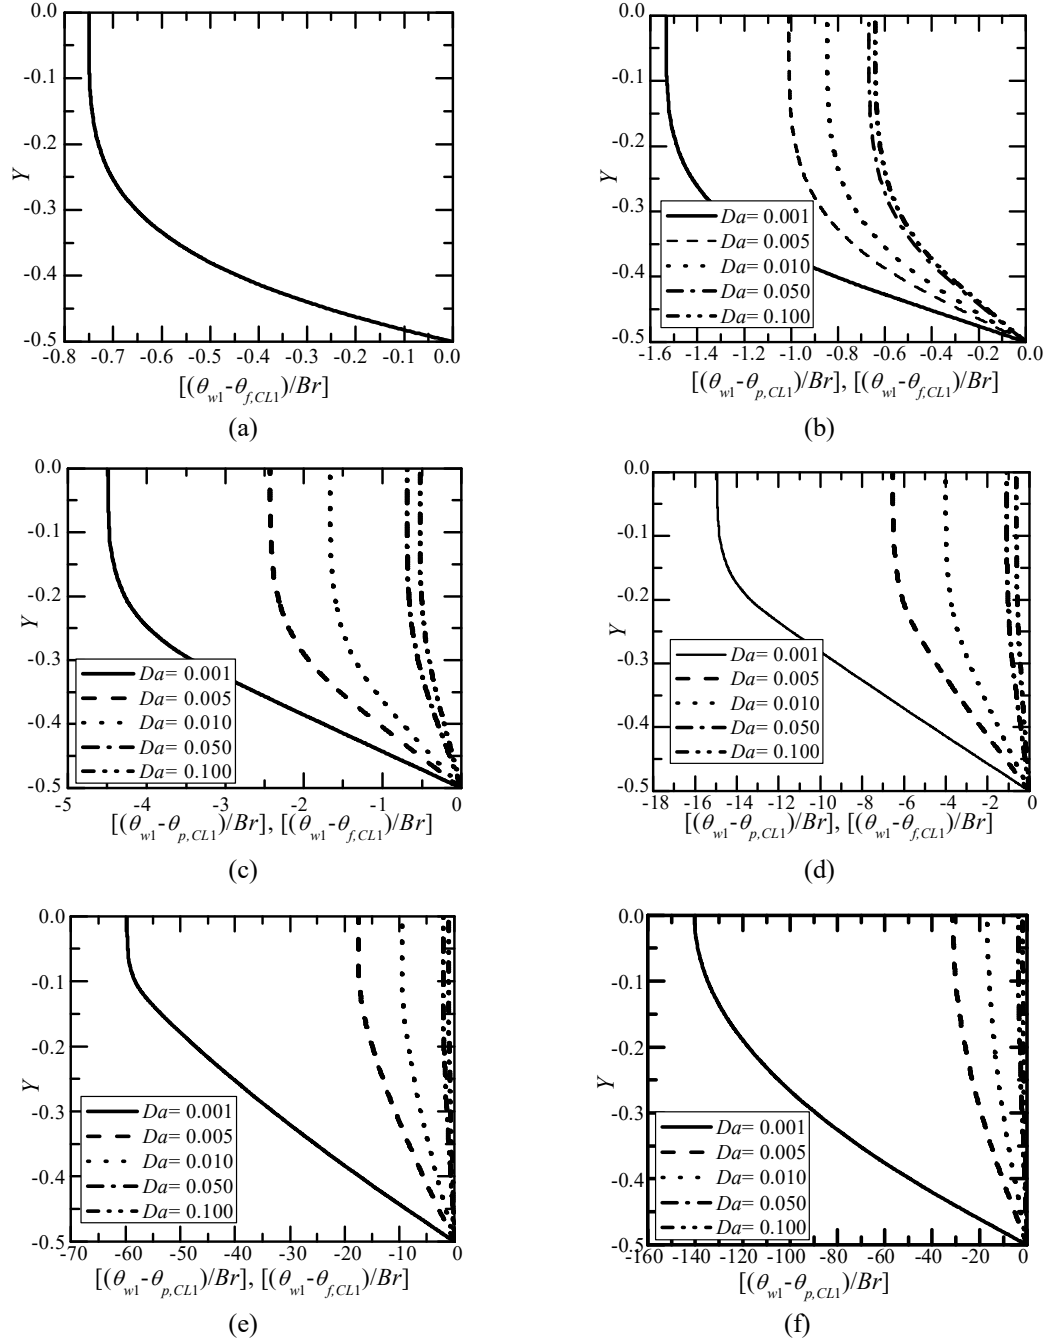 0.0
-0.1
-0.2
-0.3
-0.4
-0.5
Y
-0.8 -0.7 -0.6 -0.5 -0.4 -0.3 -0.2 -0.1 0.0
[(θw1-θf,CL1)/Br]
(a)
0.0
-0.1
-0.2
-0.3
-0.4
-0.5
Y
Da= 0.001
Da= 0.005
Da= 0.010
Da= 0.050
Da= 0.100
-1.6 -1.4 -1.2 -1.0 -0.8 -0.6 -0.4 -0.2 0.0
[(θw1-θp,CL1)/Br], [(θw1-θf,CL1)/Br]
(b)
0.0
-0.1
-0.2
-0.3
-0.4
-0.5
Y
Da= 0.001
Da= 0.005
Da= 0.010
Da= 0.050
Da= 0.100
-5 -4 -3 -2 -1 0
[(θw1-θp,CL1)/Br], [(θw1-θf,CL1)/Br]
(c)
0.0
-0.1
-0.2
-0.3
-0.4
-0.5
Y
Da= 0.001
Da= 0.005
Da= 0.010
Da= 0.050
Da= 0.100
-18 -16 -14 -12 -10 -8 -6 -4 -2 0
[(θw1-θp,CL1)/Br], [(θw1-θf,CL1)/Br]
(d)
0.0
-0.1
-0.2
-0.3
-0.4
-0.5
Y
Da= 0.001
Da= 0.005
Da= 0.010
Da= 0.050
Da= 0.100
-70 -60 -50 -40 -30 -20 -10 0
[(θw1-θp,CL1)/Br], [(θw1-θf,CL1)/Br]
(e)
0.0
-0.1
-0.2
-0.3
-0.4
-0.5
Y
Da= 0.001
Da= 0.005
Da= 0.010
Da= 0.050
Da= 0.100
-160 -140 -120 -100 -80 -60 -40 -20 0
[(θw1-θp,CL1)/Br]
(f)